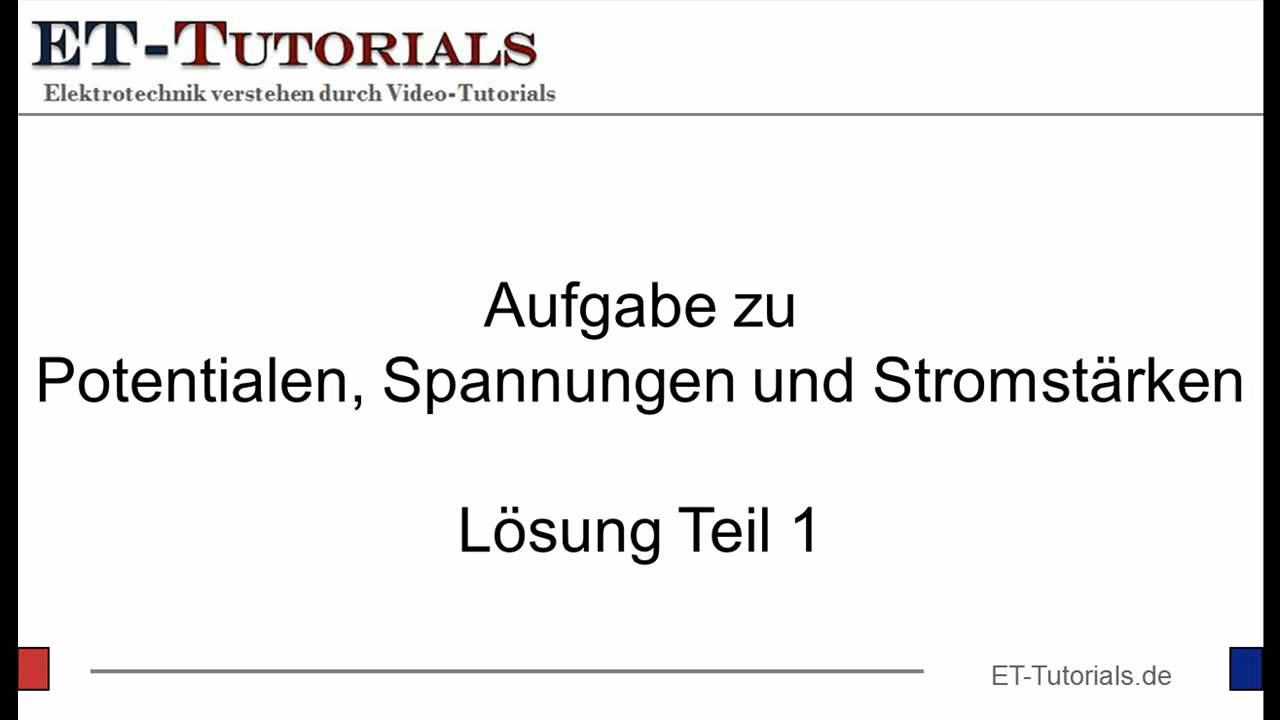 ET-TUTORIALS
Elektrotechnik verstehen durch Video-Tutorials
Aufgabe zu
Potentialen, Spannungen und Stromstärken
Lösung Teil 1
ET-Tutorials.de